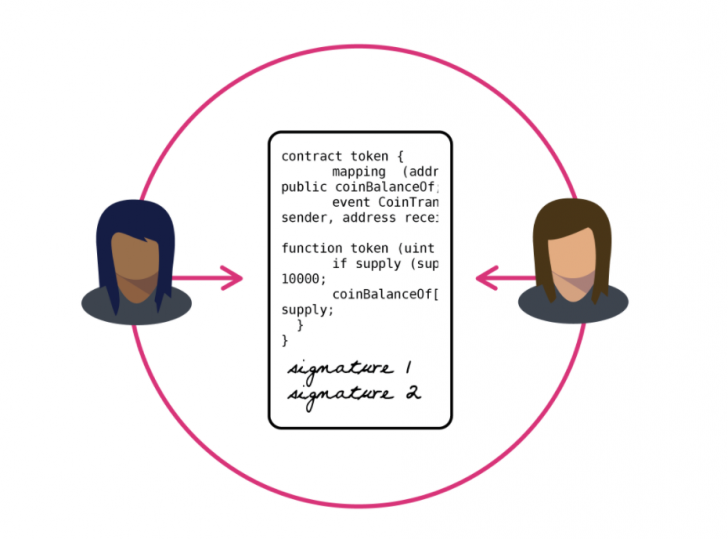 contract token {
mapping (addr
public coinBalanceOf;
event CoinTran
sender, address recei
function token (uint
if supply (sup
10000;
coinBalanceOf[
supply;
}
}
signature 1
signature 2